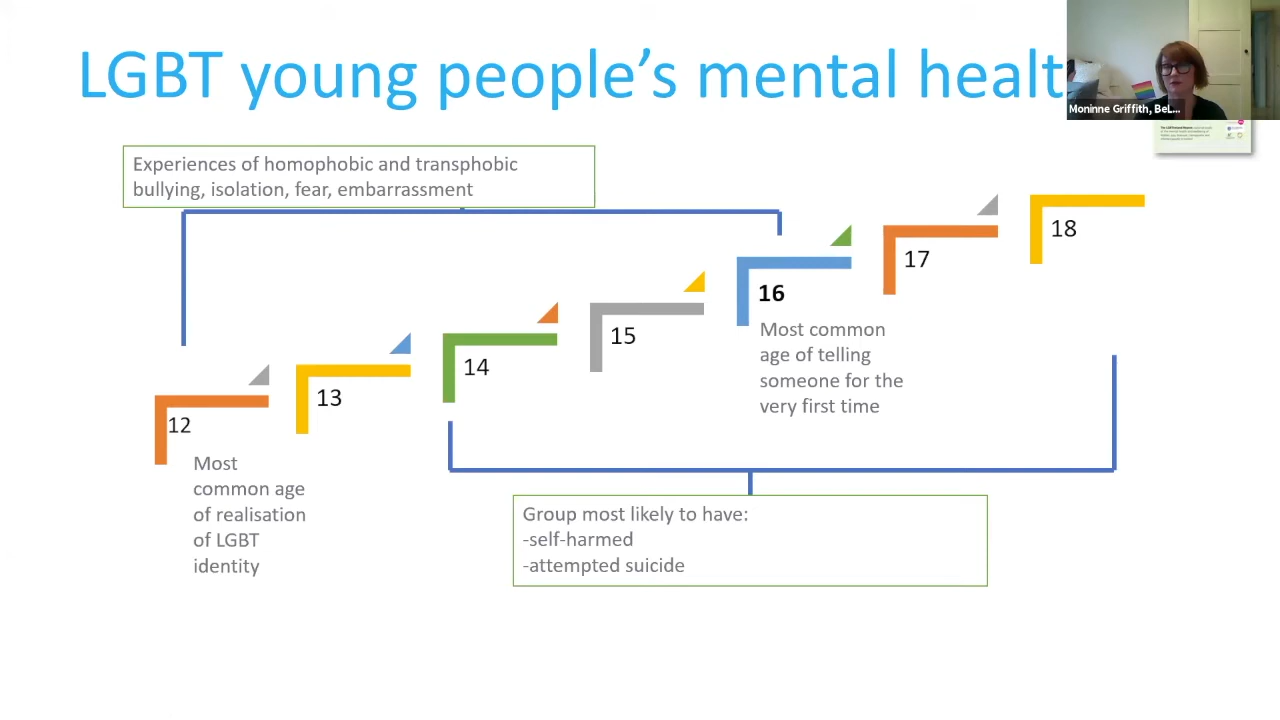 LGBT young people's mental healt
Moninne Griffith, BeL...
Experiences of homophobic and transphobic
bullying, isolation, fear, embarrassment
18
17
16
Most common
age of telling
someone for the
very first time
15
14
13
12
Most
common age
of realisation
of LGBT
identity
Group most likely to have:
-self-harmed
-attempted suicide